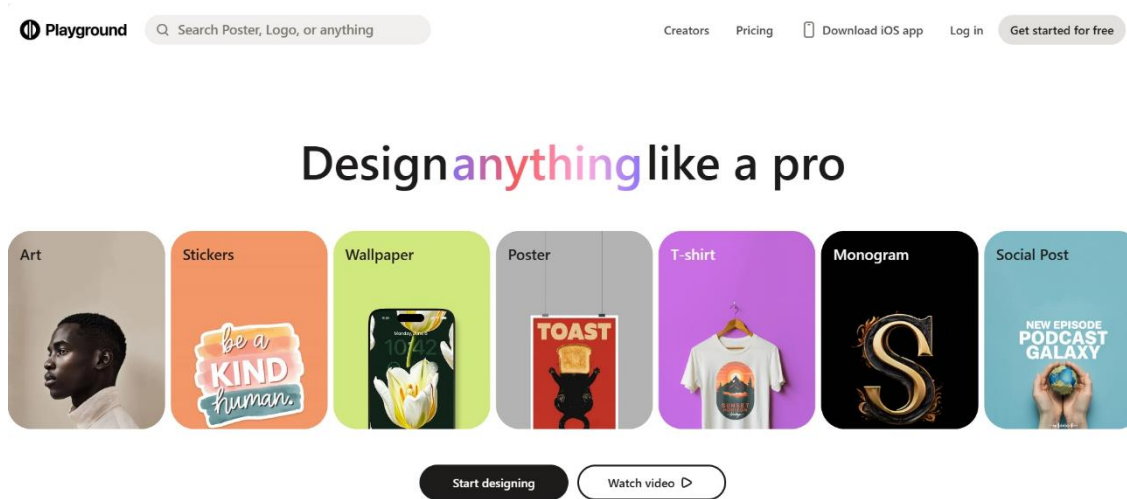 Playground
Search Poster, Logo, or anything
Creators
Pricing
Download iOS app
Log in
Get started for free
Design anything like a pro
Art
Stickers
be a
KIND
human.
Wallpaper
10:42
Poster
TOAST
T-shirt
SUNSET
Monogram
S
Social Post
NEW EPISODE
PODCAST
GALAXY
Start designing
Watch video